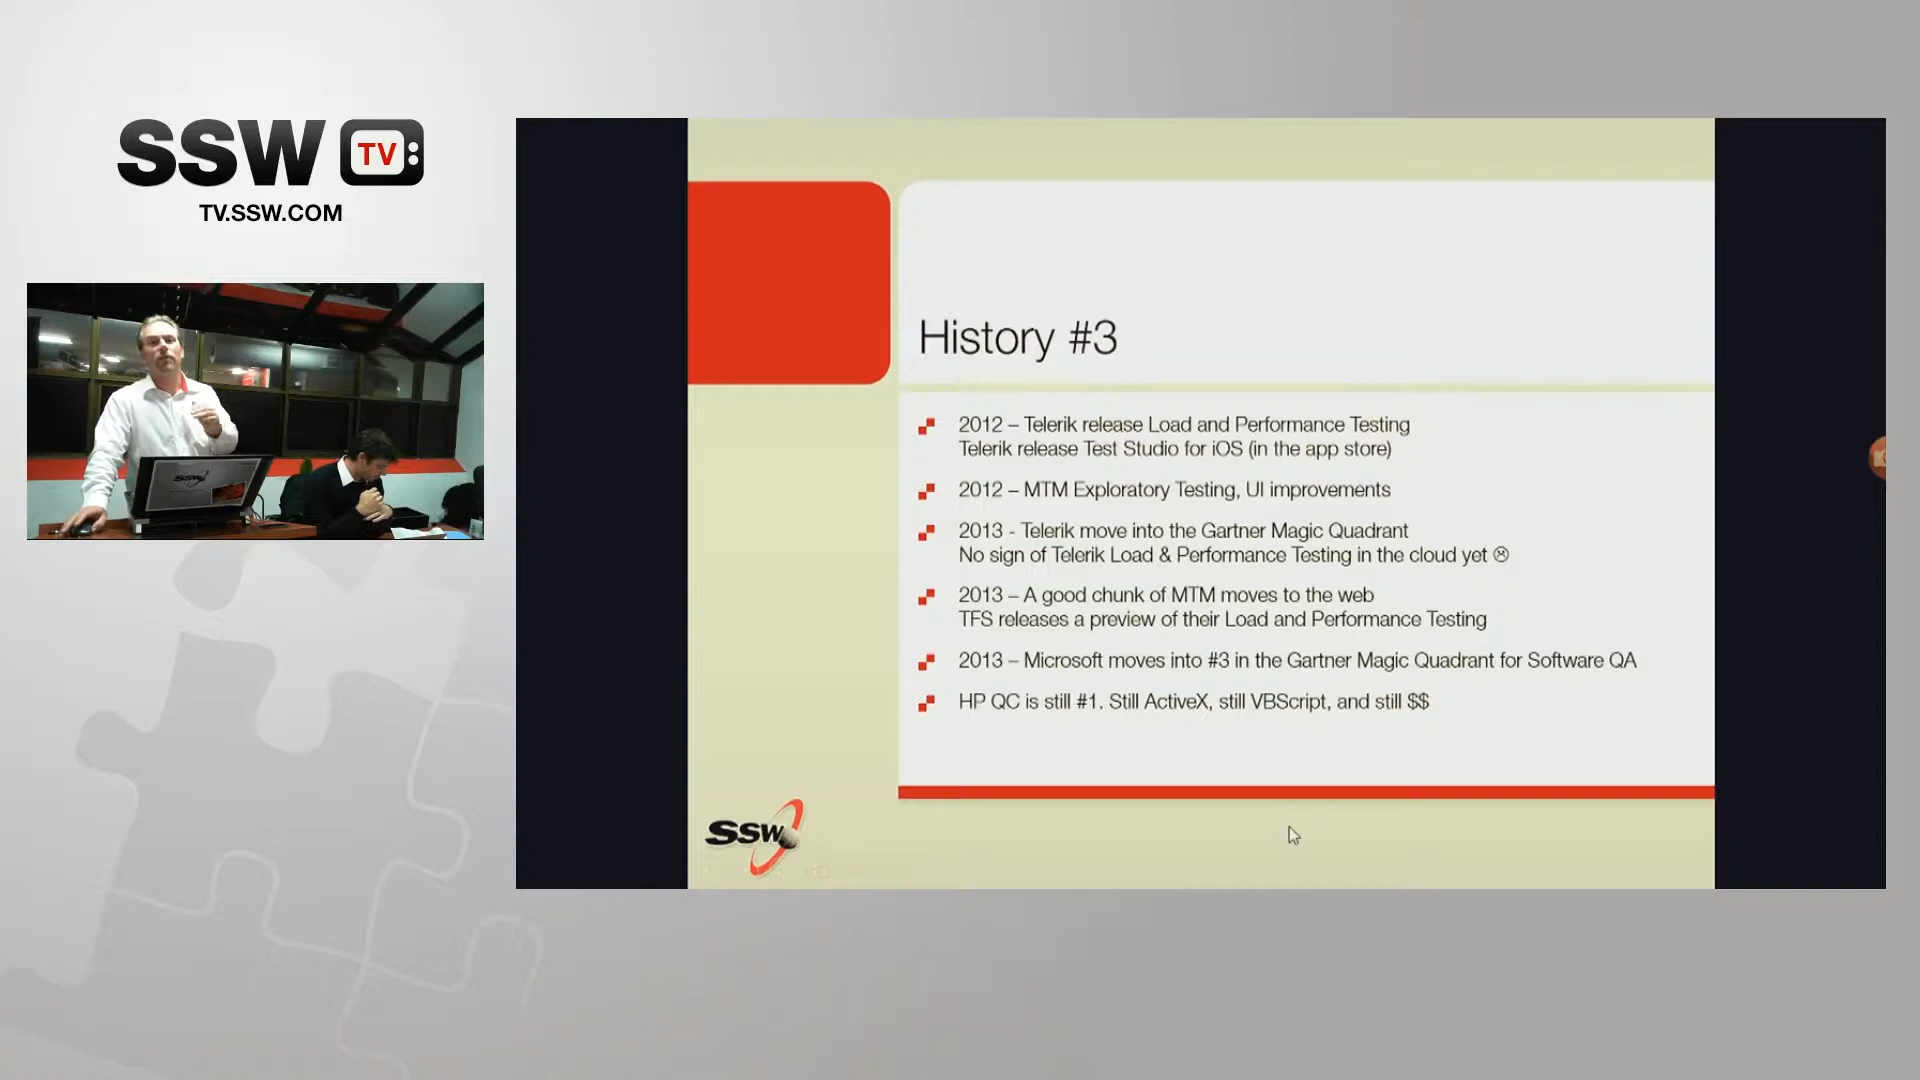 SSW TV:
TV.SSW.COM
SSW
History #3
2012 – Telerik release Load and Performance Testing
Telerik release Test Studio for iOS (in the app store)
2012 – MTM Exploratory Testing, UI improvements
2013 - Telerik move into the Gartner Magic Quadrant
No sign of Telerik Load & Performance Testing in the cloud yet ☹
2013 – A good chunk of MTM moves to the web
TFS releases a preview of their Load and Performance Testing
2013 – Microsoft moves into #3 in the Gartner Magic Quadrant for Software QA
HP QC is still #1. Still ActiveX, still VBScript, and still $$
SSW